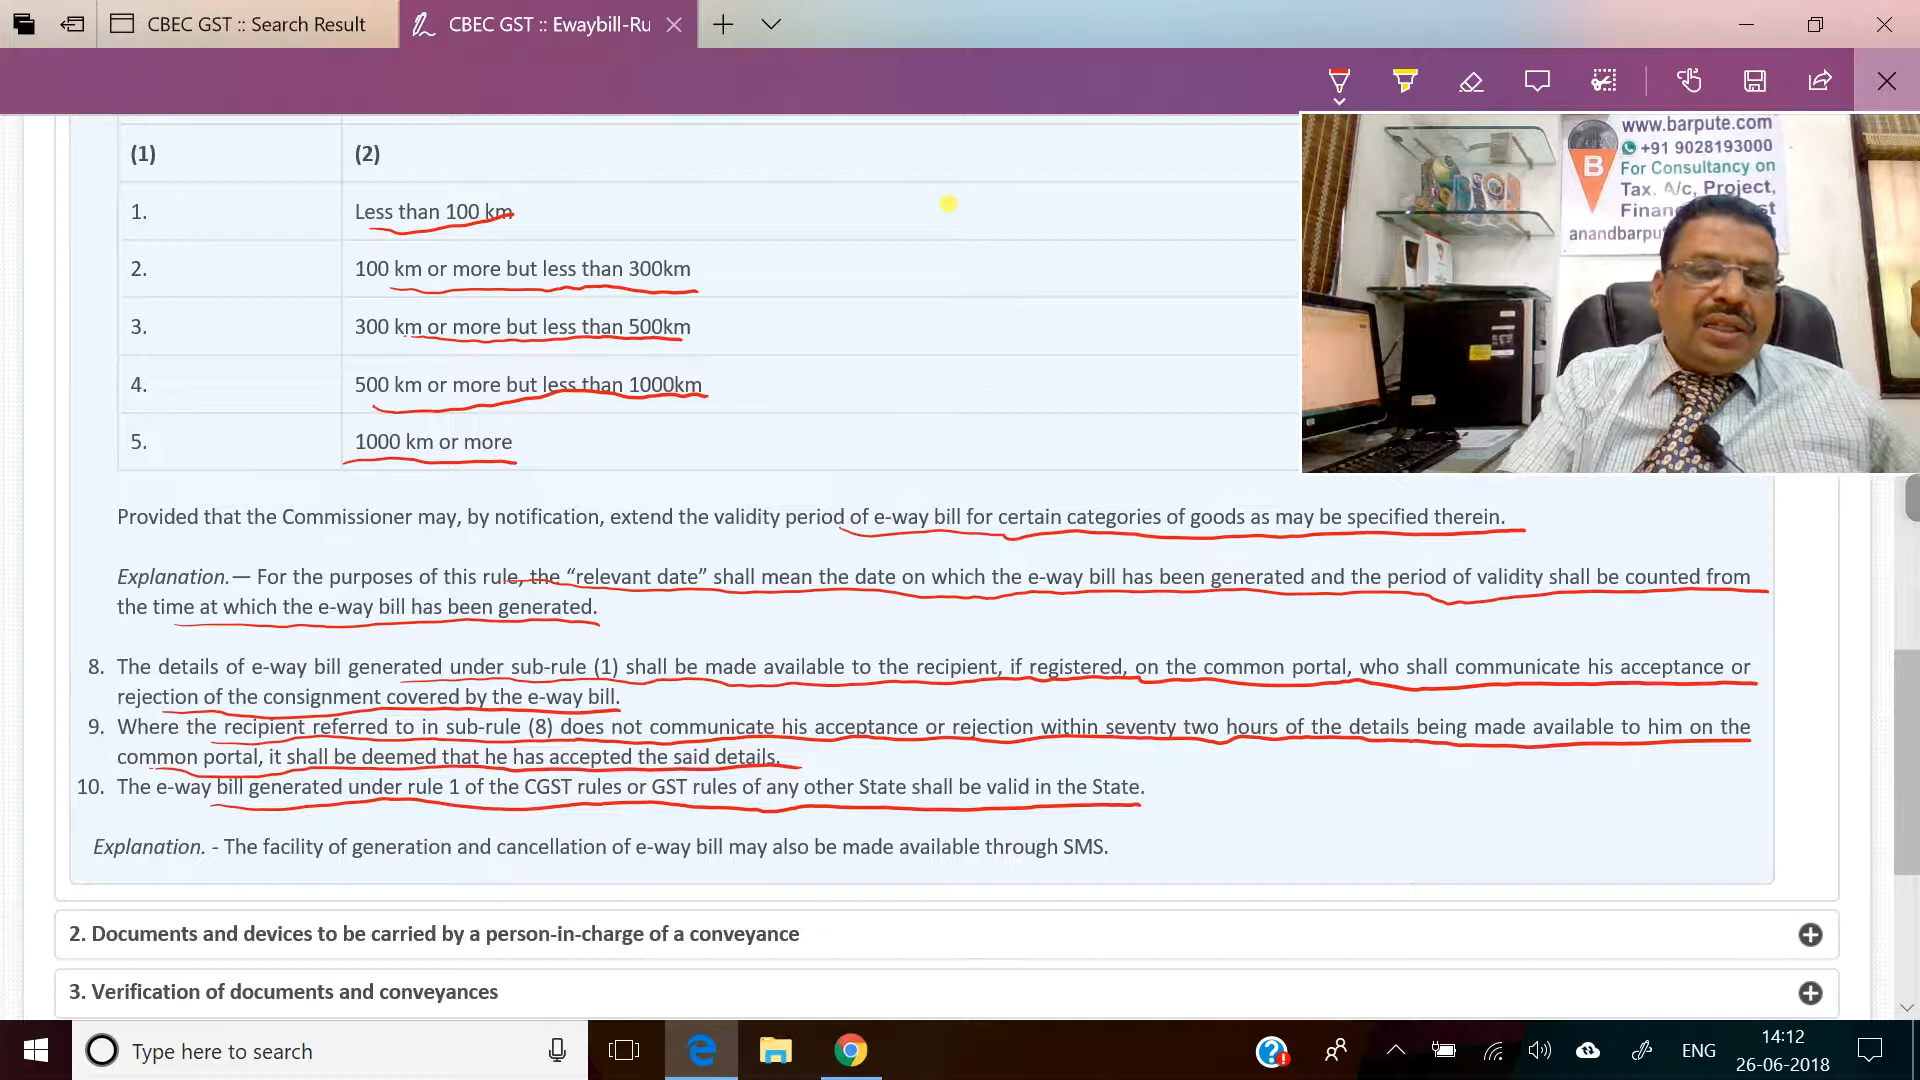 CBEC GST :: Search Result
CBEC GST :: Ewaybill-Ru
(1) (2)
1. Less than 100 km
2. 100 km or more but less than 300km
3. 300 km or more but less than 500km
4. 500 km or more but less than 1000km
5. 1000 km or more
www.barpute.com
+91 9028193000
B
For Consultancy on
Tax, A/c, Project,
anandbarpu
Provided that the Commissioner may, by notification, extend the validity period of e-way bill for certain categories of goods as may be specified therein.
Explanation.— For the purposes of this rule, the “relevant date” shall mean the date on which the e-way bill has been generated and the period of validity shall be counted from
the time at which the e-way bill has been generated.
8. The details of e-way bill generated under sub-rule (1) shall be made available to the recipient, if registered, on the common portal, who shall communicate his acceptance or
rejection of the consignment covered by the e-way bill.
9. Where the recipient referred to in sub-rule (8) does not communicate his acceptance or rejection within seventy two hours of the details being made available to him on the
common portal, it shall be deemed that he has accepted the said details.
10. The e-way bill generated under rule 1 of the CGST rules or GST rules of any other State shall be valid in the State.
Explanation. - The facility of generation and cancellation of e-way bill may also be made available through SMS.
2. Documents and devices to be carried by a person-in-charge of a conveyance
3. Verification of documents and conveyances
Type here to search
ENG
14:12
26-06-2018